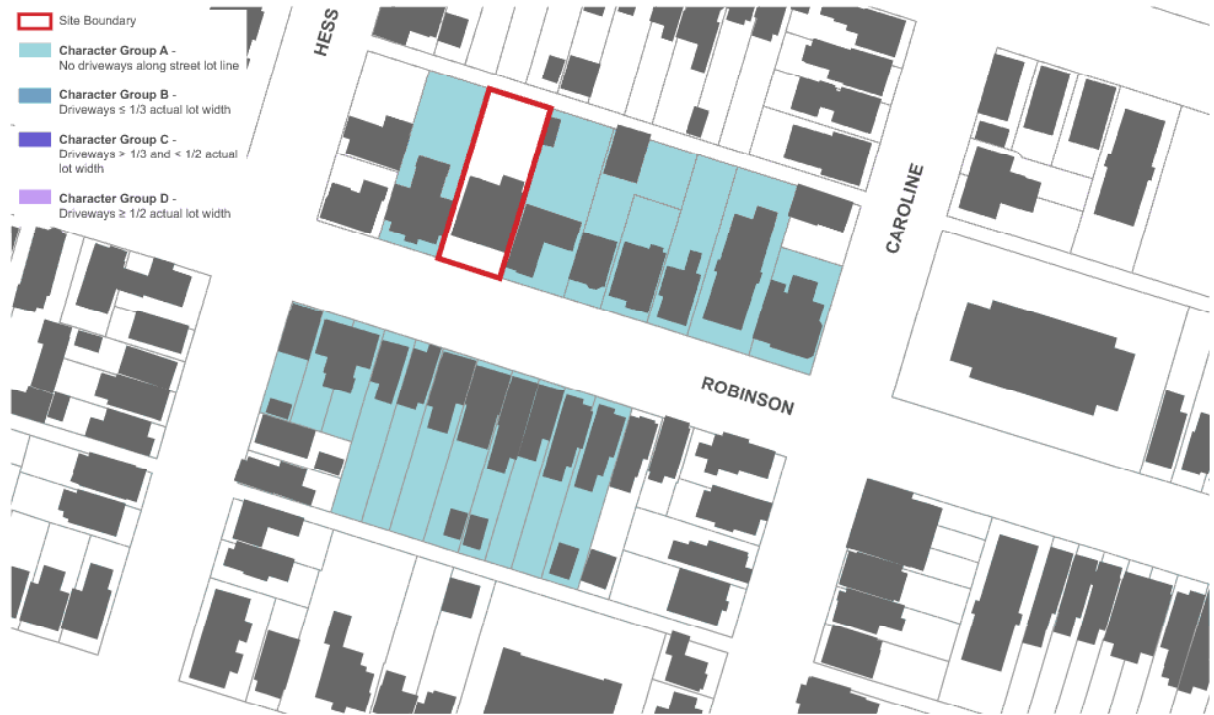 Site Boundary
Character Group A -
No driveways along street lot line
Character Group B -
Driveways ≤ 1/3 actual lot width
Character Group C -
Driveways > 1/3 and < 1/2 actual
lot width
Character Group D -
Driveways ≥ 1/2 actual lot width
HESS
CAROLINE
ROBINSON